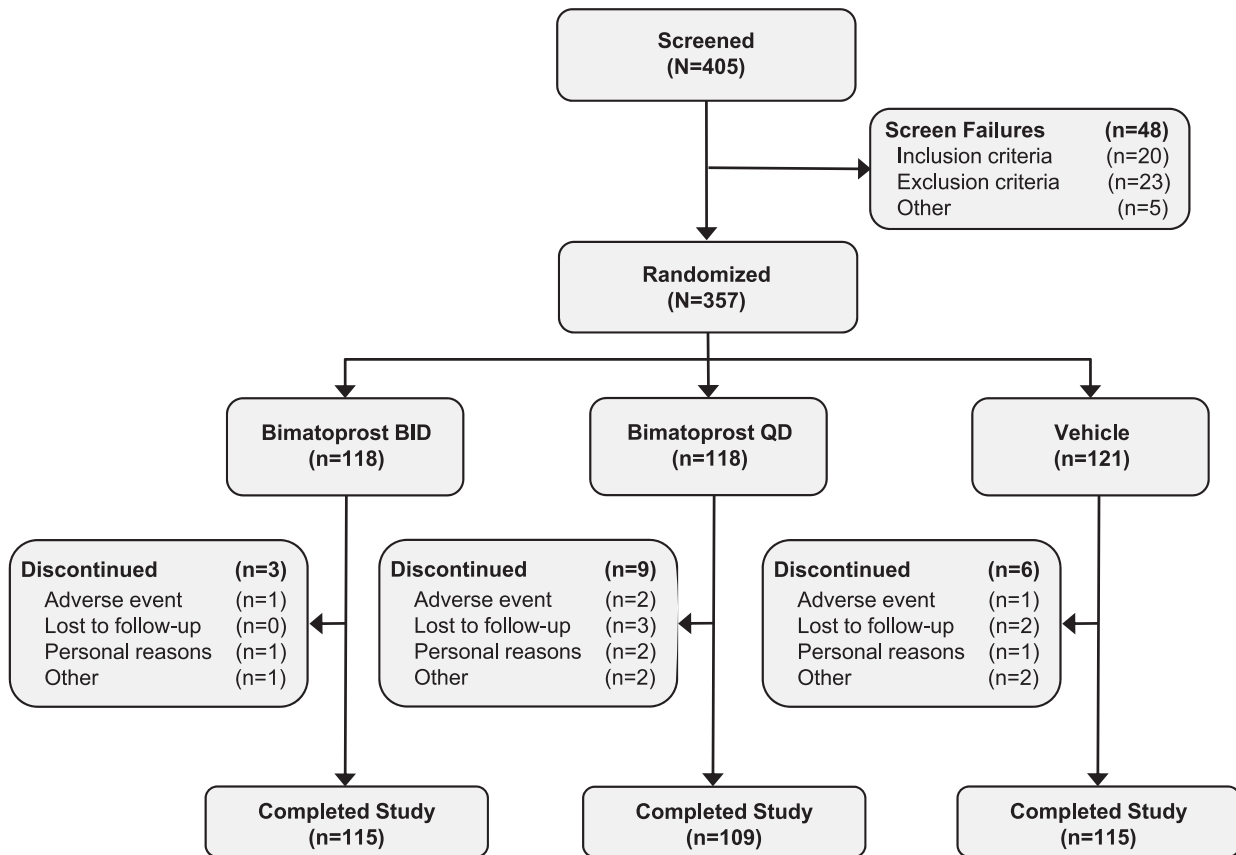 Screened
(N=405)
Screen Failures (n=48)
Inclusion criteria (n=20)
Exclusion criteria (n=23)
Other (n=5)
Randomized
(N=357)
Bimatoprost BID
(n=118)
Bimatoprost QD
(n=118)
Vehicle
(n=121)
Discontinued (n=3)
Adverse event (n=1)
Lost to follow-up (n=0)
Personal reasons (n=1)
Other (n=1)
Discontinued (n=9)
Adverse event (n=2)
Lost to follow-up (n=3)
Personal reasons (n=2)
Other (n=2)
Discontinued (n=6)
Adverse event (n=1)
Lost to follow-up (n=2)
Personal reasons (n=1)
Other (n=2)
Completed Study
(n=115)
Completed Study
(n=109)
Completed Study
(n=115)